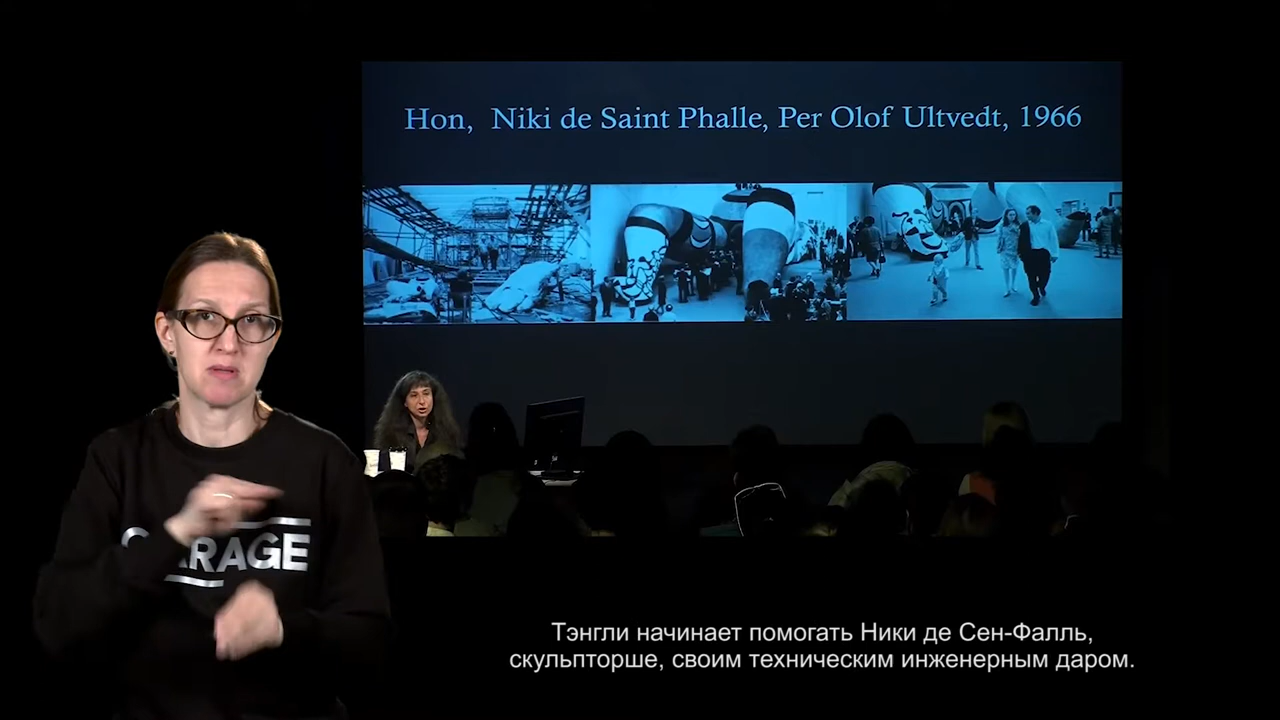 Hon, Niki de Saint Phalle, Per Olof Ultvedt, 1966
GARAGE
Тэнгли начинает помогать Ники де Сен-Фалль,
скульпторше, своим техническим инженерным даром.